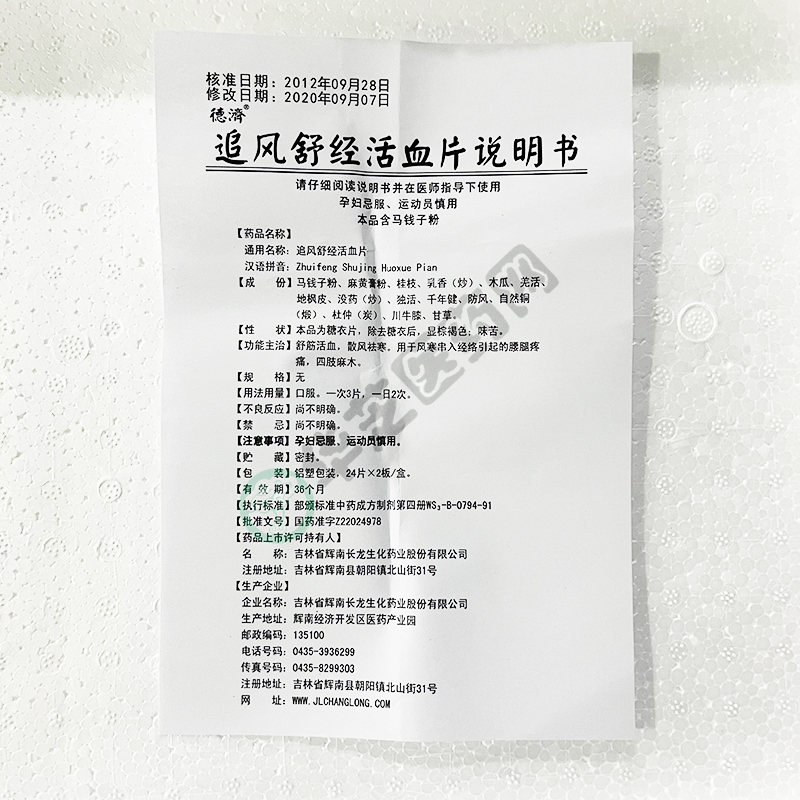 核准日期：2012年09月28日
修改日期：2020年09月07日
德濟®
追风舒经活血片说明书
请仔细阅读说明书并在医师指导下使用
孕妇忌服、运动员慎用
本品含马钱子粉
【药品名称】
通用名称：追风舒经活血片
汉语拼音：Zhuifeng Shujing Huoxue Pian
【成　　份】马钱子粉、麻黄膏粉、桂枝、乳香（炒）、木瓜、羌活、
地枫皮、没药（炒）、独活、千年健、防风、自然铜
（煅）、杜仲（炭）、川牛膝、甘草。
【性　　状】本品为糖衣片，除去糖衣后，显棕褐色；味苦。
【功能主治】舒筋活血，散风祛寒。用于风寒串入经络引起的腰腿疼
痛，四肢麻木。
【规　　格】无
【用法用量】口服。一次3片，一日2次。
【不良反应】尚不明确。
【禁　　忌】尚不明确。
【注意事项】孕妇忌服、运动员慎用。
【贮　　藏】密封。
【包　　装】铝塑包装，24片×2板/盒。
【有 效 期】36个月
【执行标准】部颁标准中药成方制剂第四册WS₃-B-0794-91
【批准文号】国药准字Z22024978
【药品上市许可持有人】
名　　称：吉林省辉南长龙生化药业股份有限公司
注册地址：吉林省辉南县朝阳镇北山街31号
【生产企业】
企业名称：吉林省辉南长龙生化药业股份有限公司
生产地址：辉南经济开发区医药产业园
邮政编码：135100
电话号码：0435-3936299
传真号码：0435-8299303
注册地址：吉林省辉南县朝阳镇北山街31号
网　　址：WWW.JLCHANGLONG.COM